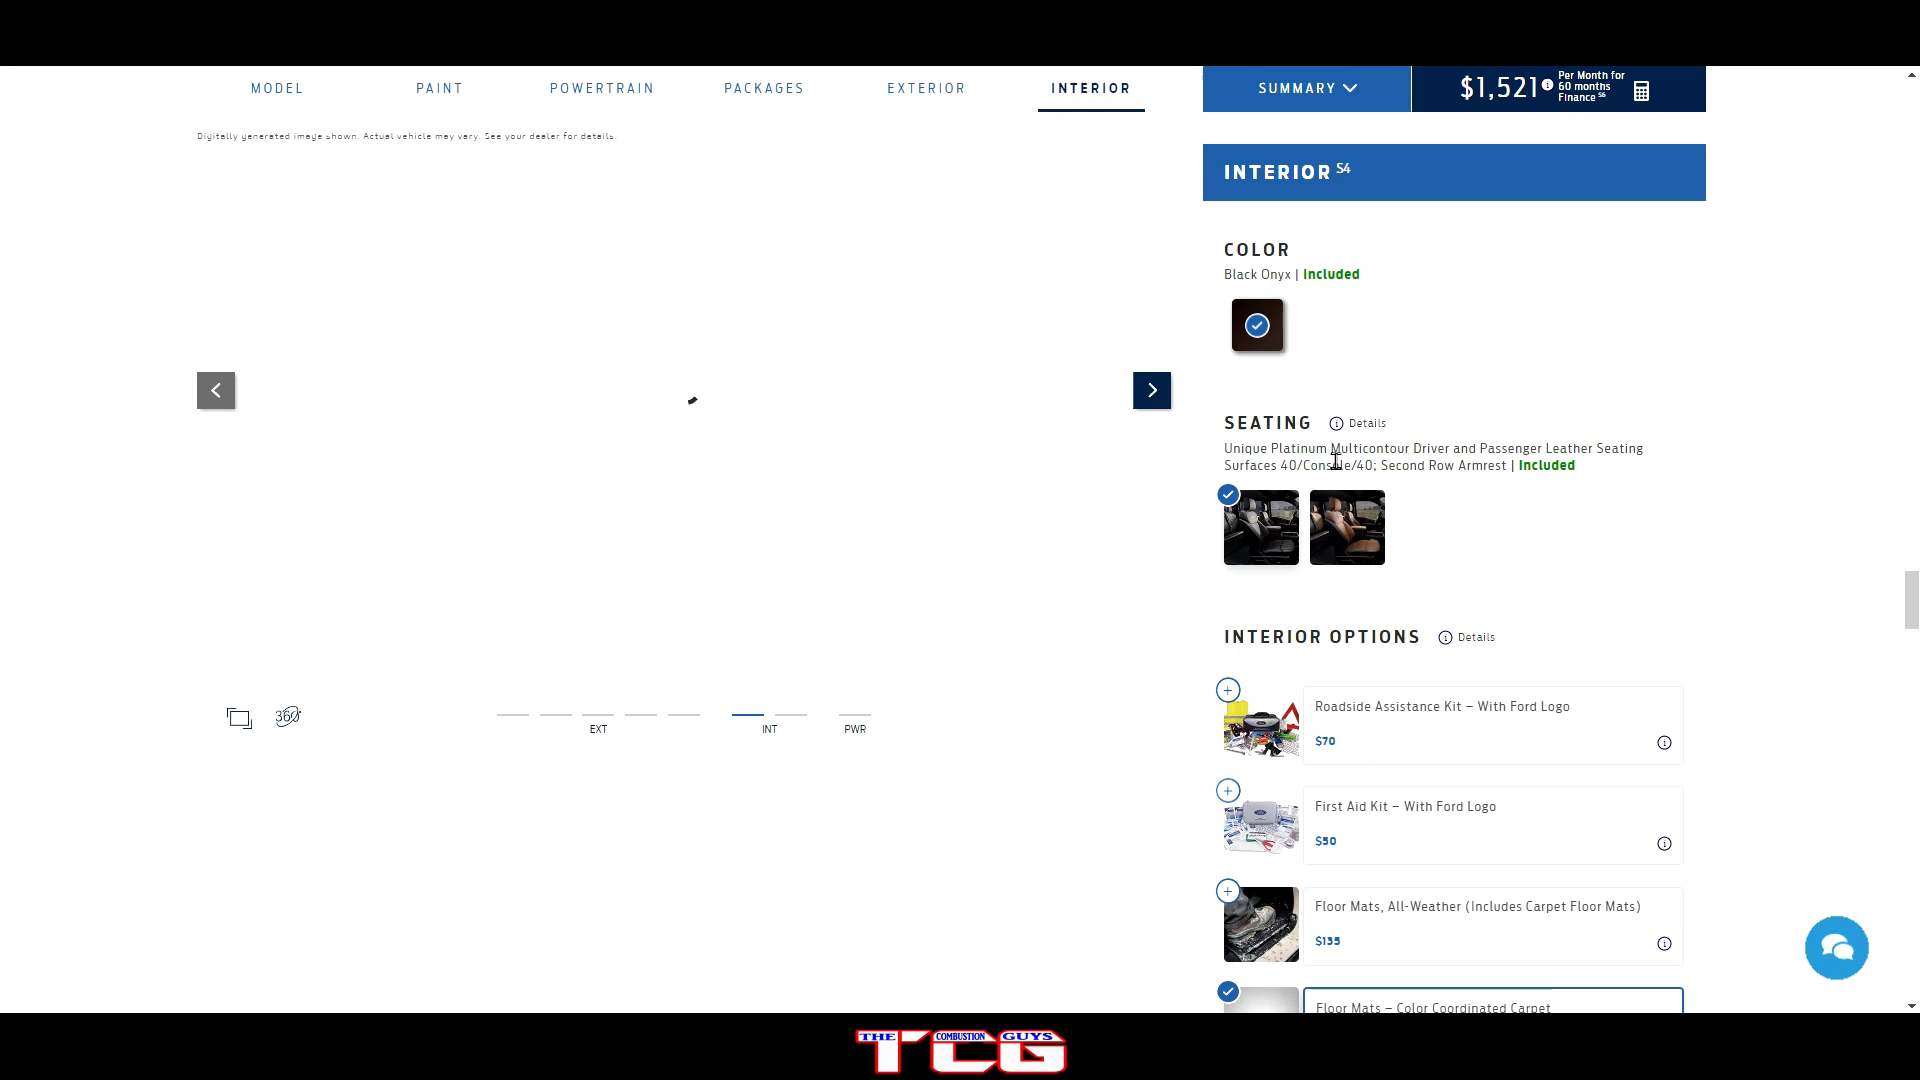 MODEL
PAINT
POWERTRAIN
PACKAGES
EXTERIOR
INTERIOR
SUMMARY
$1,521
Per Month for
60 months
Finance S6
Digitally generated image shown. Actual vehicle may vary. See your dealer for details.
INTERIOR S4
COLOR
Black Onyx | Included
SEATING
Details
Unique Platinum Multicontour Driver and Passenger Leather Seating
Surfaces 40/Console/40; Second Row Armrest | Included
INTERIOR OPTIONS
Details
Roadside Assistance Kit – With Ford Logo
$70
First Aid Kit – With Ford Logo
$50
Floor Mats, All-Weather (Includes Carpet Floor Mats)
$135
Floor Mats – Color Coordinated Carpet
360°
EXT
INT
PWR
THE COMBUSTION GUYS
TCG